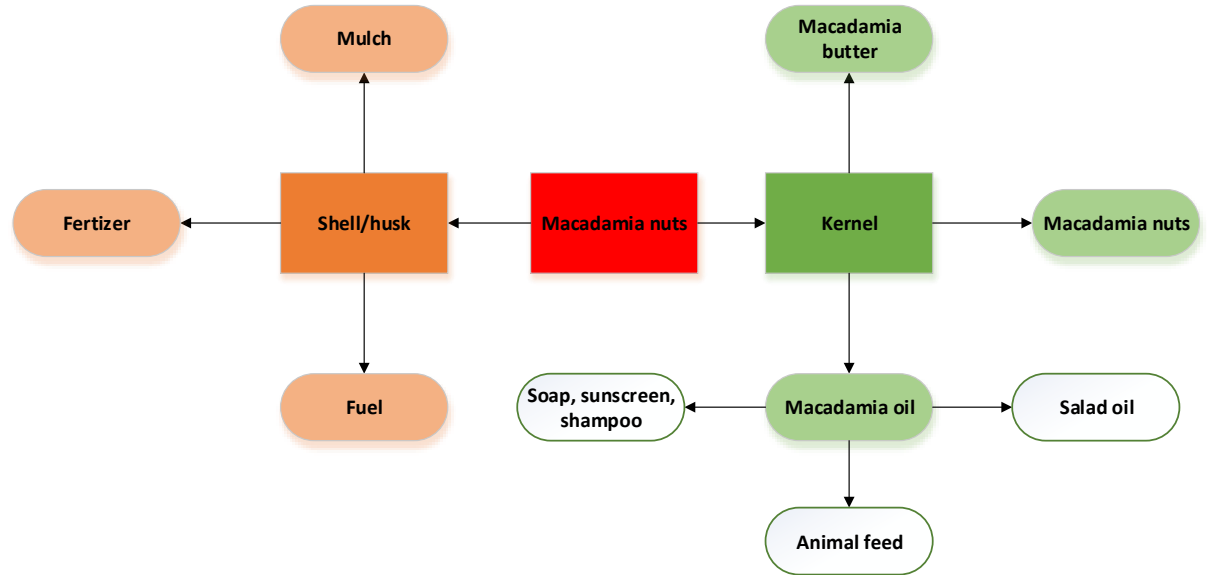 Mulch
Macadamia
butter
Fertizer
Shell/husk
Macadamia nuts
Kernel
Macadamia nuts
Fuel
Soap, sunscreen,
shampoo
Macadamia oil
Salad oil
Animal feed